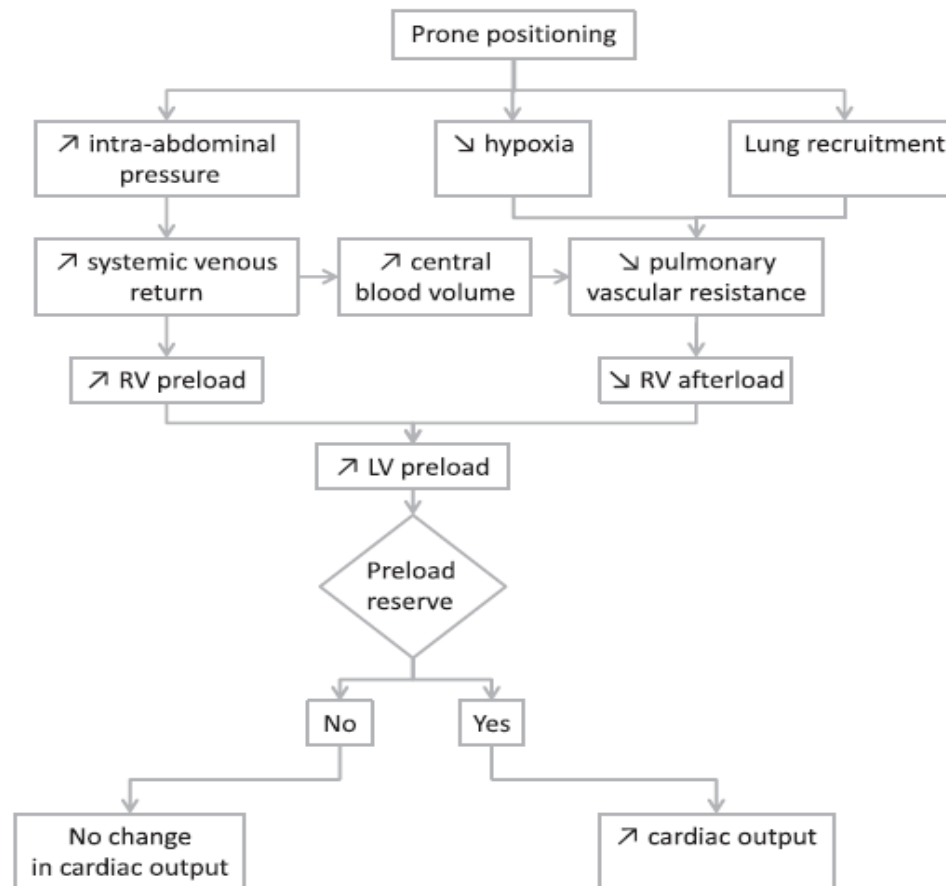 Prone positioning
↗ intra-abdominal
pressure
↘ hypoxia
Lung recruitment
↗ systemic venous
return
↗ central
blood volume
↘ pulmonary
vascular resistance
↗ RV preload
↘ RV afterload
↗ LV preload
Preload
reserve
No
Yes
No change
in cardiac output
↗ cardiac output